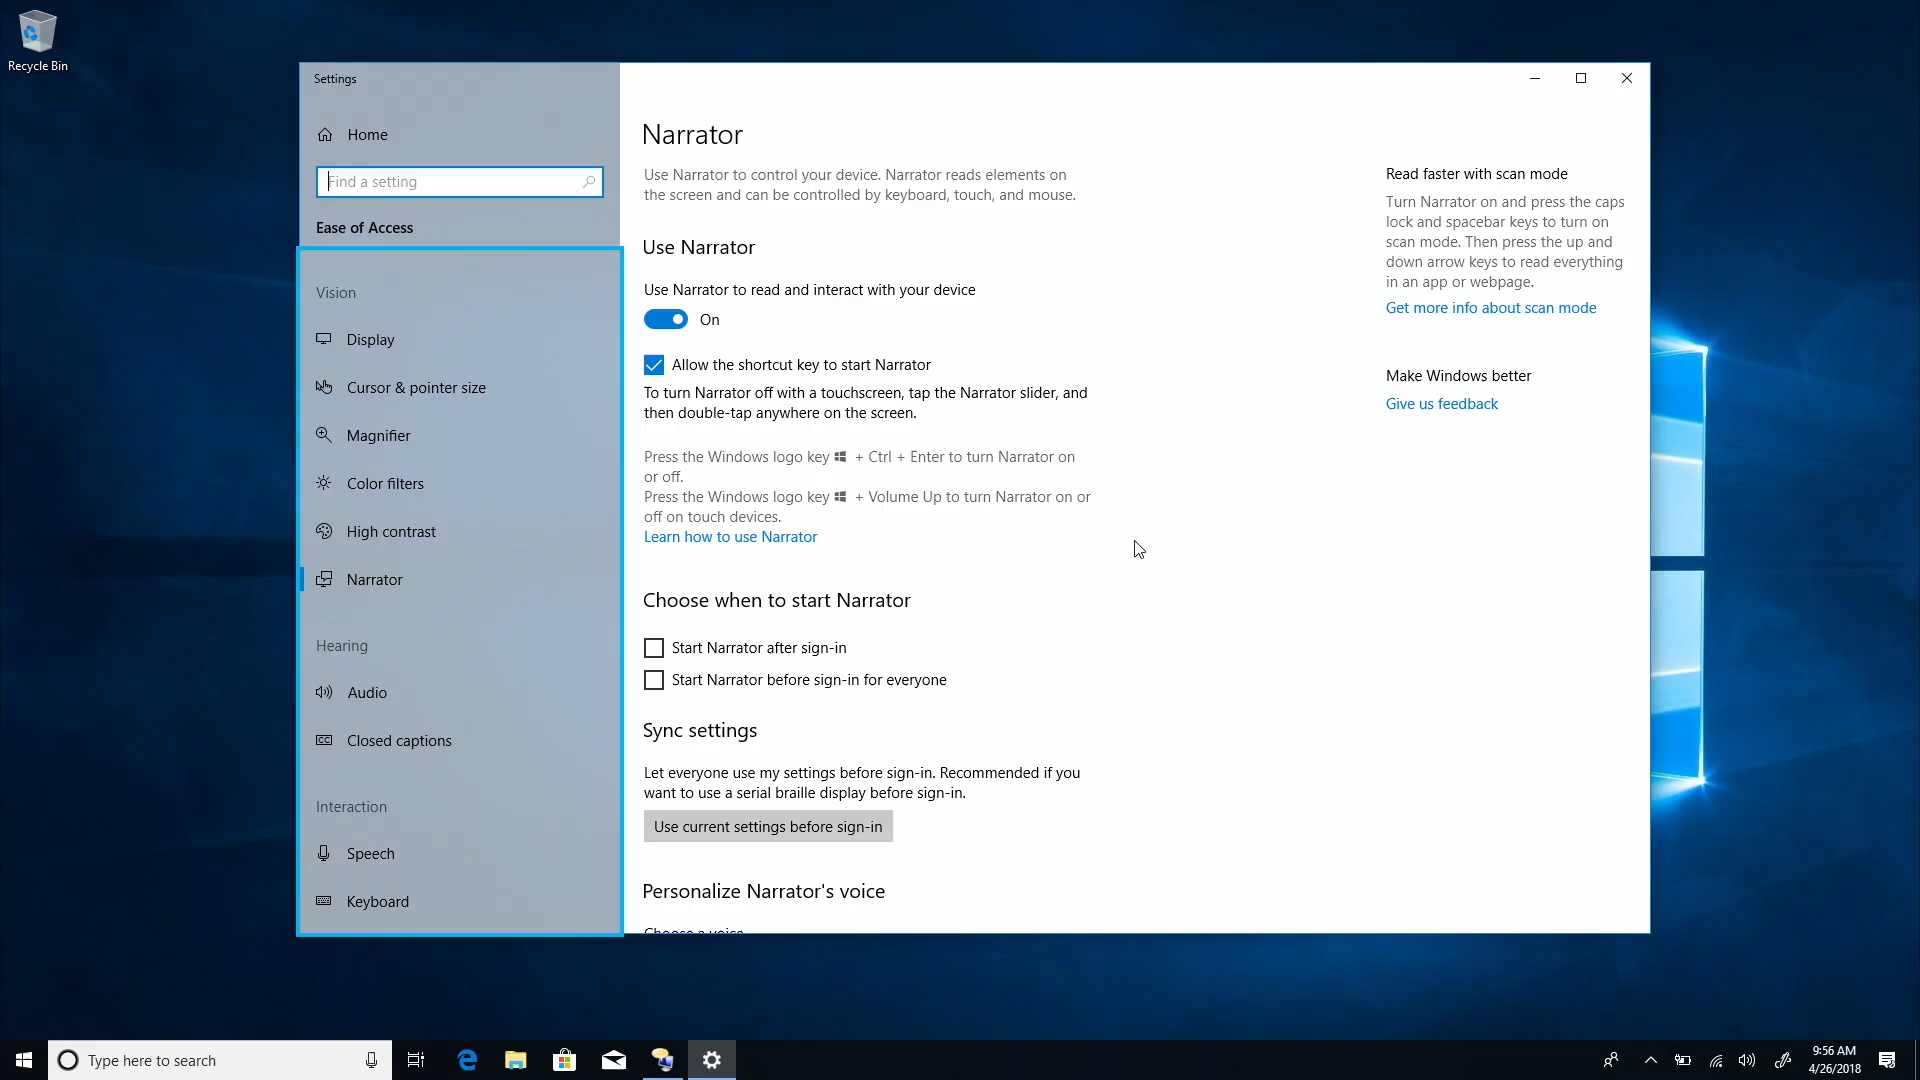 Recycle Bin
Settings
Home
Find a setting
Ease of Access
Vision
Display
Cursor & pointer size
Magnifier
Color filters
High contrast
Narrator
Hearing
Audio
Closed captions
Interaction
Speech
Keyboard
Narrator
Use Narrator to control your device. Narrator reads elements on
the screen and can be controlled by keyboard, touch, and mouse.
Use Narrator
Use Narrator to read and interact with your device
On
Allow the shortcut key to start Narrator
To turn Narrator off with a touchscreen, tap the Narrator slider, and
then double-tap anywhere on the screen.
Press the Windows logo key + Ctrl + Enter to turn Narrator on
or off.
Press the Windows logo key + Volume Up to turn Narrator on or
off on touch devices.
Learn how to use Narrator
Choose when to start Narrator
Start Narrator after sign-in
Start Narrator before sign-in for everyone
Sync settings
Let everyone use my settings before sign-in. Recommended if you
want to use a serial braille display before sign-in.
Use current settings before sign-in
Personalize Narrator's voice
Choose a voice
Read faster with scan mode
Turn Narrator on and press the caps
lock and spacebar keys to turn on
scan mode. Then press the up and
down arrow keys to read everything
in an app or webpage.
Get more info about scan mode
Make Windows better
Give us feedback
Type here to search
9:56 AM
4/26/2018